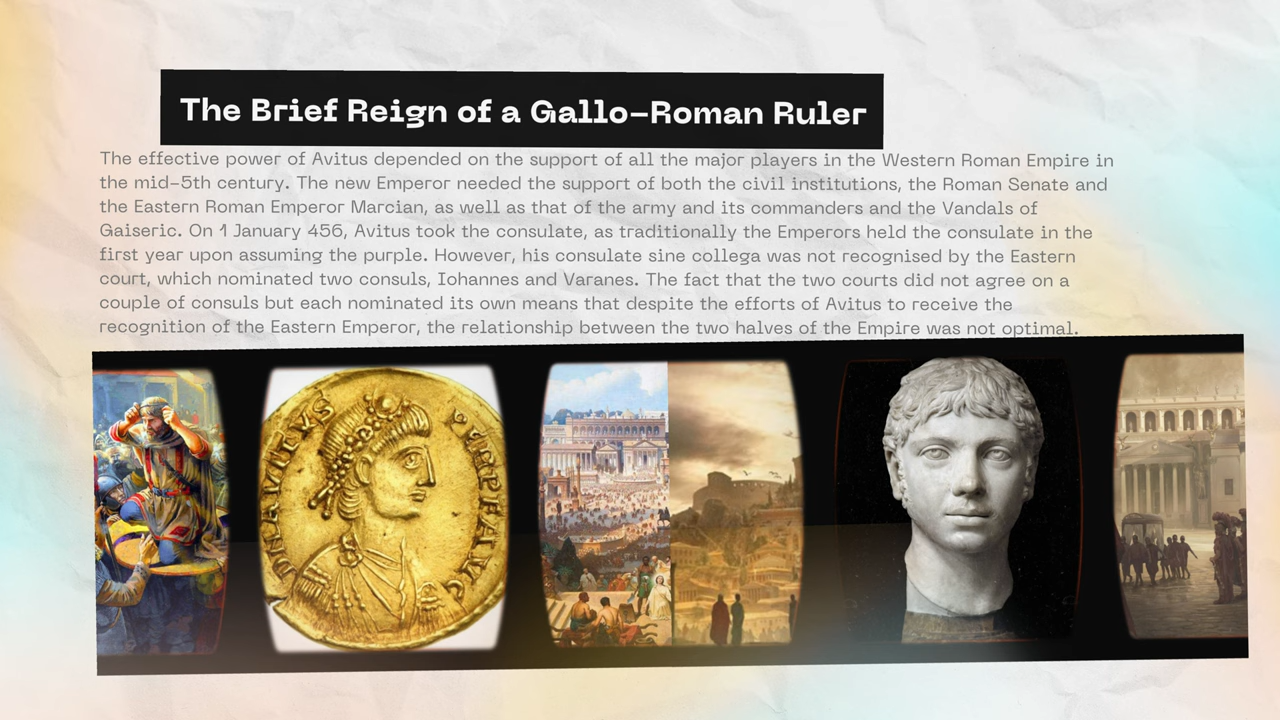 The Brief Reign of a Gallo-Roman Ruler
The effective power of Avitus depended on the support of all the major players in the Western Roman Empire in
the mid-5th century. The new Emperor needed the support of both the civil institutions, the Roman Senate and
the Eastern Roman Emperor Marcian, as well as that of the army and its commanders and the Vandals of
Gaiseric. On 1 January 456, Avitus took the consulate, as traditionally the Emperors held the consulate in the
first year upon assuming the purple. However, his consulate sine collega was not recognised by the Eastern
court, which nominated two consuls, Iohannes and Varanes. The fact that the two courts did not agree on a
couple of consuls but each nominated its own means that despite the efforts of Avitus to receive the
recognition of the Eastern Emperor, the relationship between the two halves of the Empire was not optimal.
AVITVS PERP F AVG